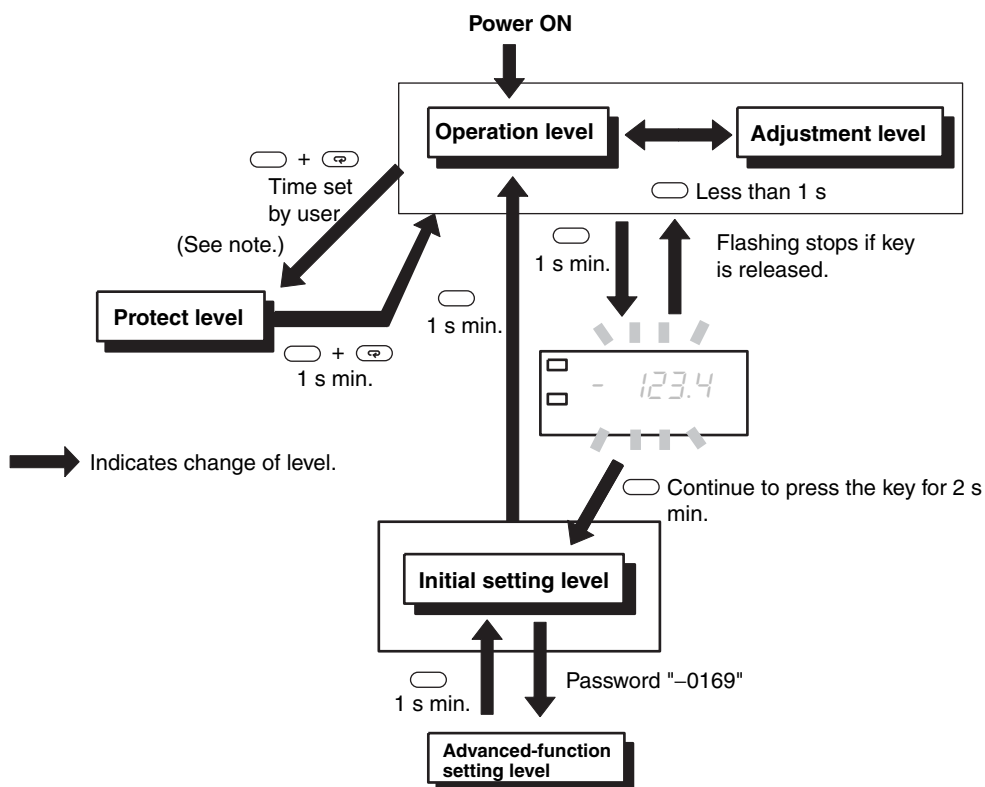 Power ON
Operation level
Adjustment level
+
Time set
by user
(See note.)
Less than 1 s
1 s min.
Flashing stops if key
is released.
Protect level
1 s min.
+
1 s min.
- 123.4
Indicates change of level.
Continue to press the key for 2 s
min.
Initial setting level
1 s min.
Password "–0169"
Advanced-function
setting level